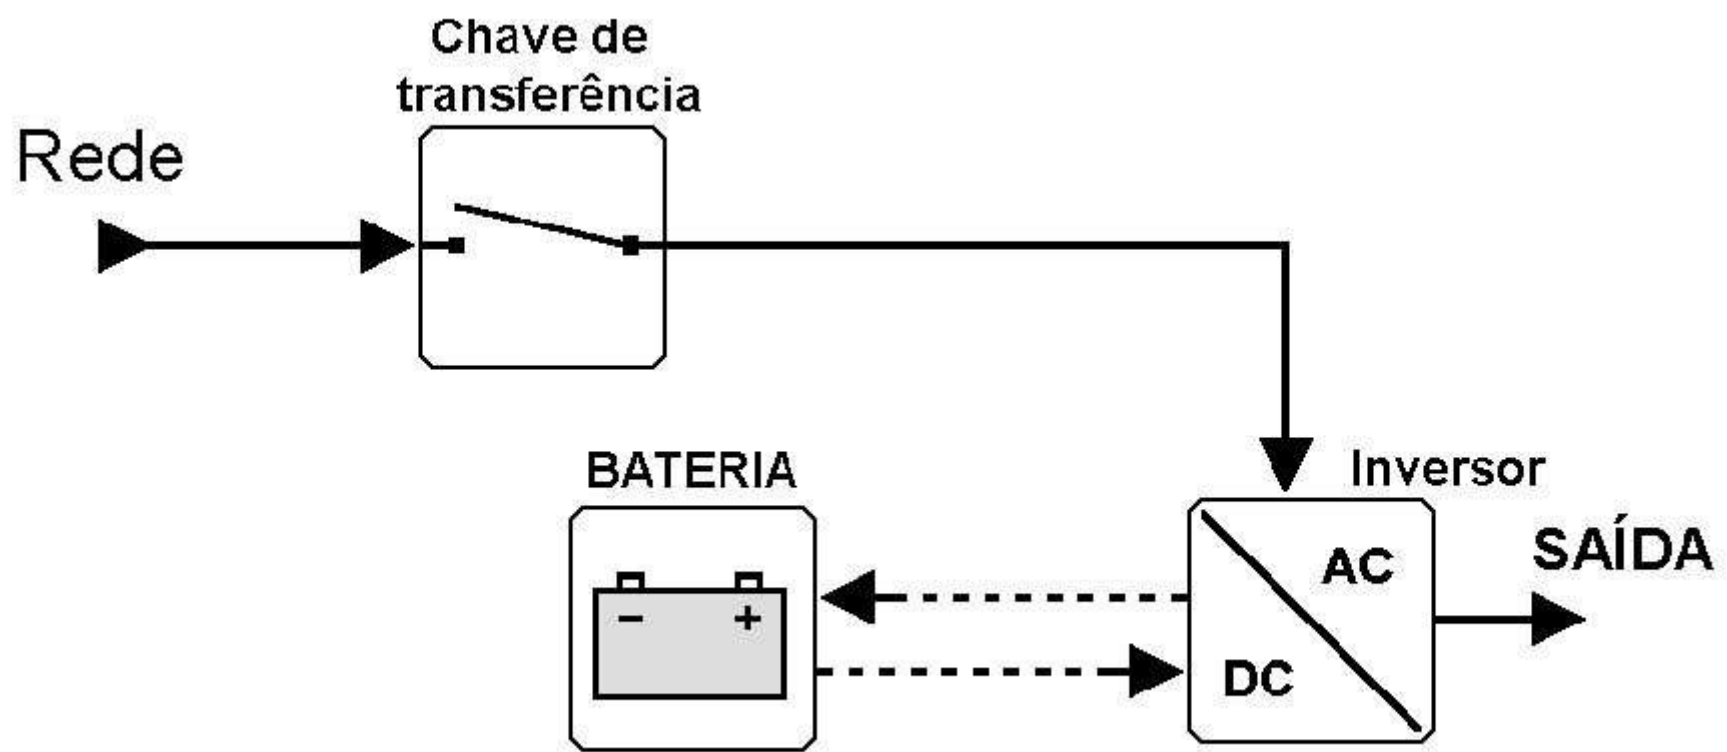 Chave de
transferência
Rede
BATERIA
Inversor
SAÍDA
AC
DC
- +